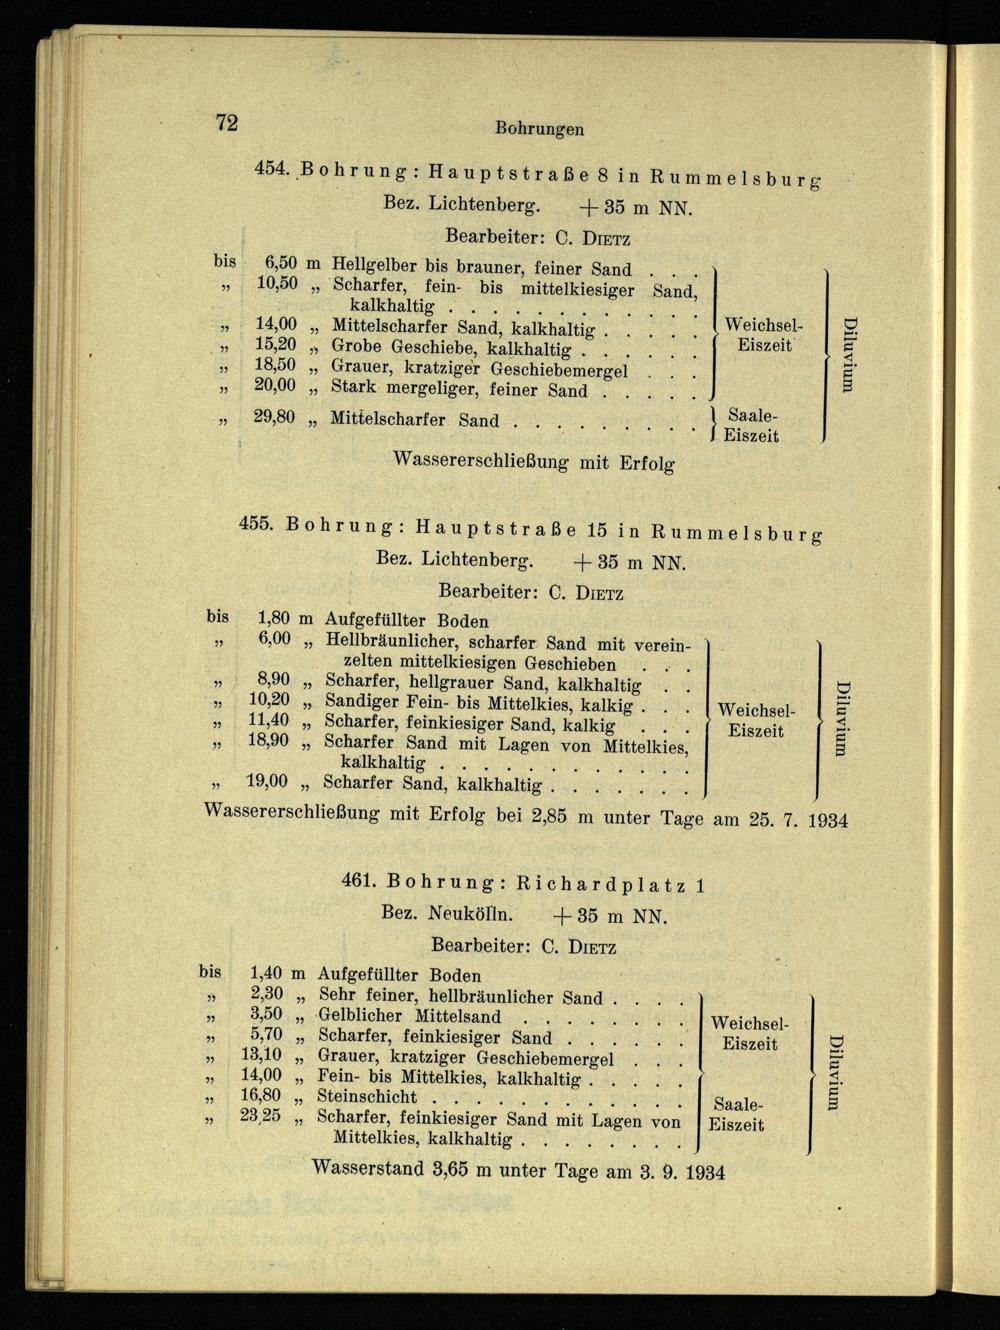 72
Bohrungen
454. Bohrung: Hauptstraße 8 in Rummelsburg
Bez. Lichtenberg. + 35 m NN.
Bearbeiter: C. Dietz
bis 6,50 m Hellgelber bis brauner, feiner Sand . . .
„ 10,50 „ Scharfer, fein- bis mittelkiesiger Sand,
kalkhaltig . . . . . . . . . . . .
„ 14,00 „ Mittelscharfer Sand, kalkhaltig . . . . .
„ 15,20 „ Grobe Geschiebe, kalkhaltig . . . . . .
„ 18,50 „ Grauer, kratziger Geschiebemergel . . .
„ 20,00 „ Stark mergeliger, feiner Sand . . . . .
Weichsel-
Eiszeit
„ 29,80 „ Mittelscharfer Sand . . . . . . . . .
Saale-
Eiszeit
Diluvium
Wassererschließung mit Erfolg
455. Bohrung: Hauptstraße 15 in Rummelsburg
Bez. Lichtenberg. + 35 m NN.
Bearbeiter: C. Dietz
bis 1,80 m Aufgefüllter Boden
„ 6,00 „ Hellbräunlicher, scharfer Sand mit verein-
zelten mittelkiesigen Geschieben . . .
„ 8,90 „ Scharfer, hellgrauer Sand, kalkhaltig . .
„ 10,20 „ Sandiger Fein- bis Mittelkies, kalkig . . .
„ 11,40 „ Scharfer, feinkiesiger Sand, kalkig . . .
„ 18,90 „ Scharfer Sand mit Lagen von Mittelkies,
kalkhaltig . . . . . . . . . . . .
„ 19,00 „ Scharfer Sand, kalkhaltig . . . . . . .
Weichsel-
Eiszeit
Diluvium
Wassererschließung mit Erfolg bei 2,85 m unter Tage am 25. 7. 1934
461. Bohrung: Richardplatz 1
Bez. Neukölln. + 35 m NN.
Bearbeiter: C. Dietz
bis 1,40 m Aufgefüllter Boden
„ 2,30 „ Sehr feiner, hellbräunlicher Sand . . . .
„ 3,50 „ Gelblicher Mittelsand . . . . . . . .
„ 5,70 „ Scharfer, feinkiesiger Sand . . . . . .
„ 13,10 „ Grauer, kratziger Geschiebemergel . . .
Weichsel-
Eiszeit
„ 14,00 „ Fein- bis Mittelkies, kalkhaltig . . . . .
„ 16,80 „ Steinschicht . . . . . . . . . . . .
„ 23,25 „ Scharfer, feinkiesiger Sand mit Lagen von
Mittelkies, kalkhaltig . . . . . . . .
Saale-
Eiszeit
Diluvium
Wasserstand 3,65 m unter Tage am 3. 9. 1934